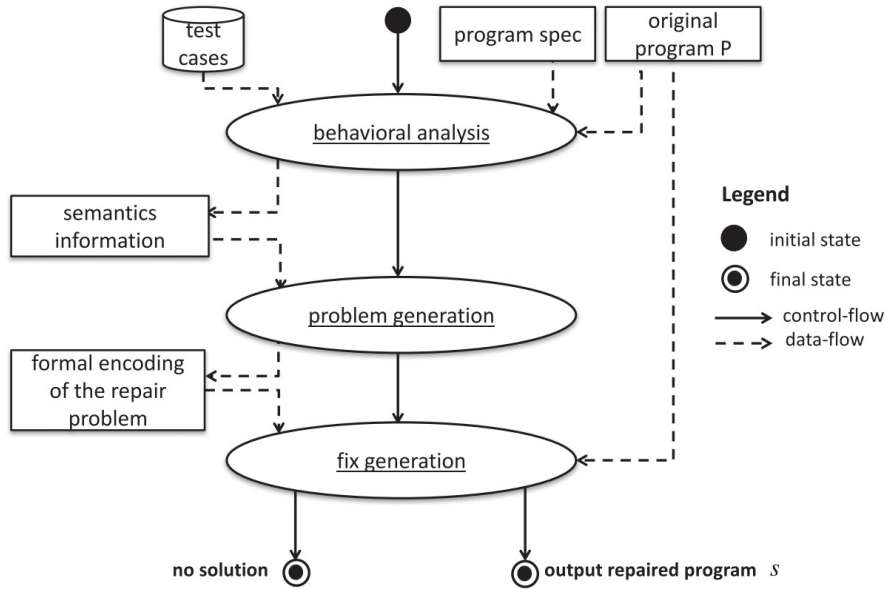 test
cases
program spec
original
program P
behavioral analysis
semantics
information
problem generation
formal encoding
of the repair
problem
fix generation
no solution
output repaired program s
Legend
initial state
final state
control-flow
data-flow